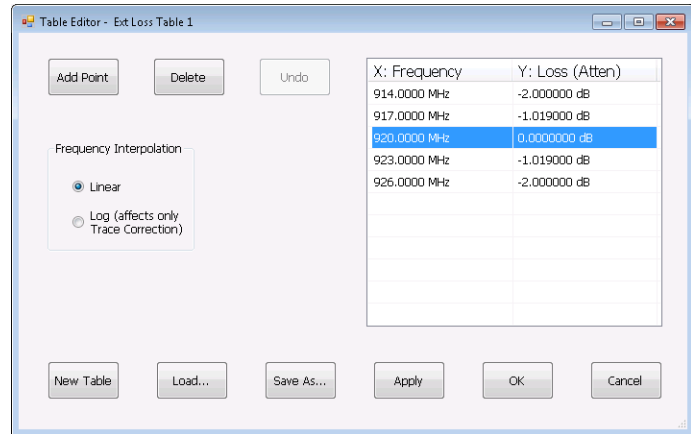 Table Editor - Ext Loss Table 1
Add Point Delete Undo
X: Frequency Y: Loss (Atten)
914.0000 MHz -2.000000 dB
917.0000 MHz -1.019000 dB
920.0000 MHz 0.0000000 dB
923.0000 MHz -1.019000 dB
926.0000 MHz -2.000000 dB
Frequency Interpolation
Linear
Log (affects only
Trace Correction)
New Table Load... Save As... Apply OK Cancel